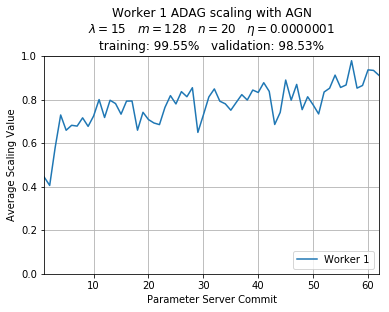 Worker 1 ADAG scaling with AGN
λ = 15   m = 128   n = 20   η = 0.0000001
training: 99.55%   validation: 98.53%
1.0
0.8
0.6
0.4
0.2
0.0
Average Scaling Value
Worker 1
10 20 30 40 50 60
Parameter Server Commit